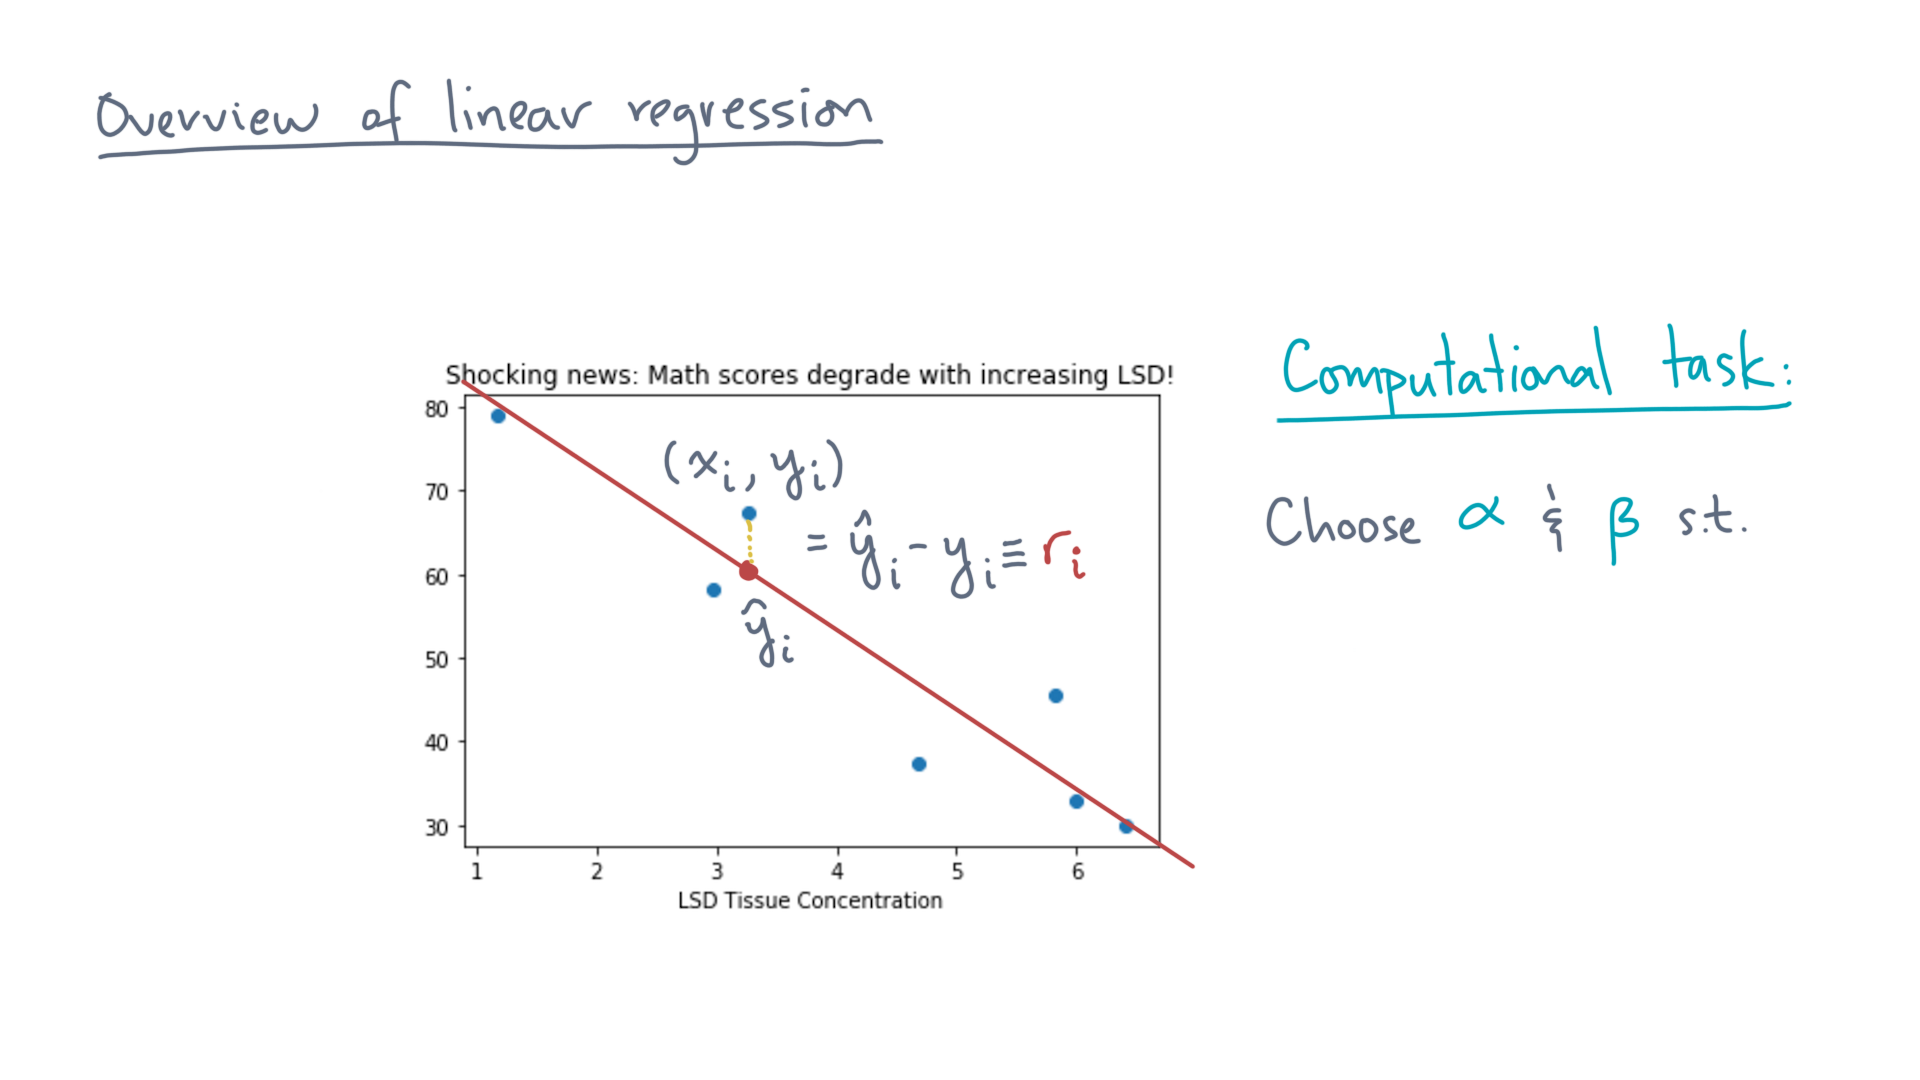 Overview of linear regression
Shocking news: Math scores degrade with increasing LSD!
80
70
60
50
40
30
(xᵢ, yᵢ)
= ŷᵢ - yᵢ ≡ rᵢ
ŷᵢ
1 2 3 4 5 6
LSD Tissue Concentration
Computational task:
Choose α & β s.t.